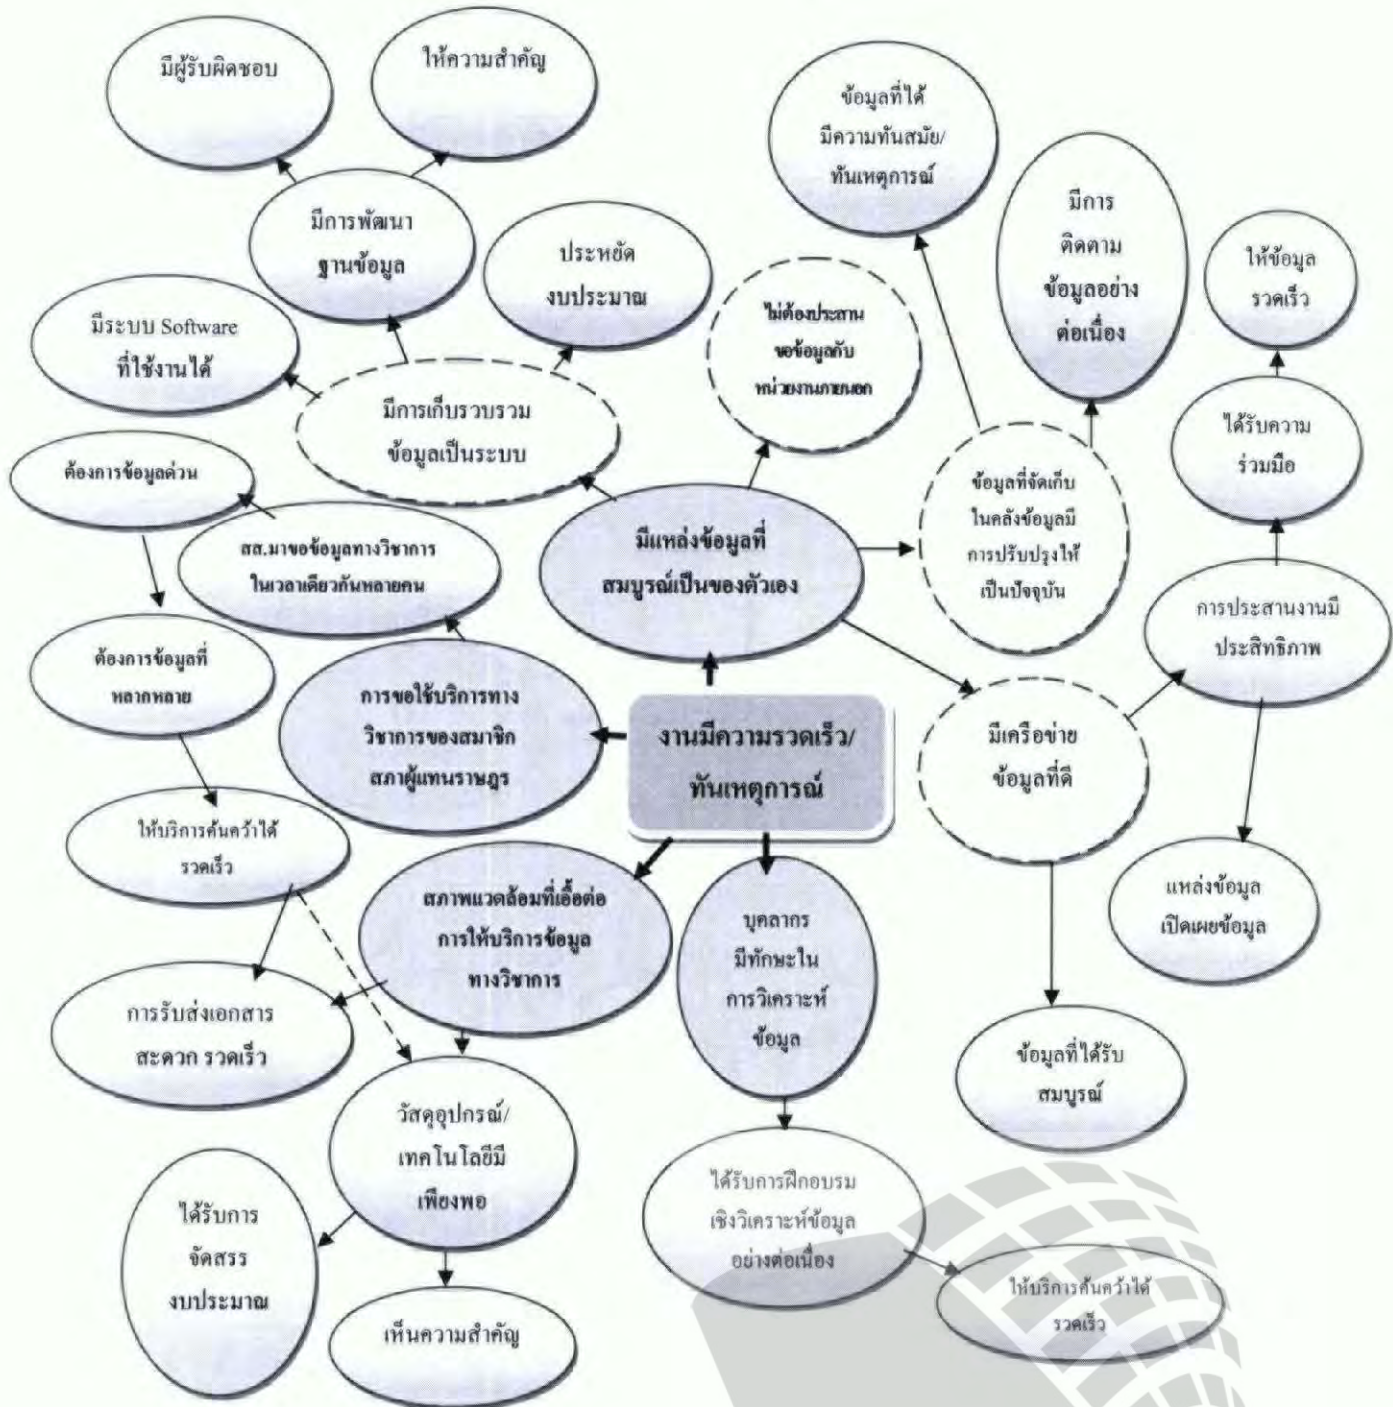 มีผู้รับผิดชอบ
ให้ความสำคัญ
ข้อมูลที่ได้
มีความทันสมัย/
ทันเหตุการณ์
มีการพัฒนา
ฐานข้อมูล
ประหยัด
งบประมาณ
มีการ
ติดตาม
ข้อมูลอย่าง
ต่อเนื่อง
ให้ข้อมูล
รวดเร็ว
มีระบบ Software
ที่ใช้งานได้
ไม่ต้องประสาน
ขอข้อมูลกับ
หน่วยงานภายนอก
มีการเก็บรวบรวม
ข้อมูลเป็นระบบ
ได้รับความ
ร่วมมือ
ต้องการข้อมูลด่วน
สส.มาขอข้อมูลทางวิชาการ
ในเวลาเดียวกันหลายคน
มีแหล่งข้อมูลที่
สมบูรณ์เป็นของตัวเอง
ข้อมูลที่จัดเก็บ
ในคลังข้อมูลมี
การปรับปรุงให้
เป็นปัจจุบัน
การประสานงานมี
ประสิทธิภาพ
ต้องการข้อมูลที่
หลากหลาย
การขอใช้บริการทาง
วิชาการของสมาชิก
สภาผู้แทนราษฎร
งานมีความรวดเร็ว/
ทันเหตุการณ์
มีเครือข่าย
ข้อมูลที่ดี
ให้บริการค้นคว้าได้
รวดเร็ว
สภาพแวดล้อมที่เอื้อต่อ
การให้บริการข้อมูล
ทางวิชาการ
บุคลากร
มีทักษะใน
การวิเคราะห์
ข้อมูล
แหล่งข้อมูล
เปิดเผยข้อมูล
การรับส่งเอกสาร
สะดวก รวดเร็ว
ข้อมูลที่ได้รับ
สมบูรณ์
วัสดุอุปกรณ์/
เทคโนโลยีมี
เพียงพอ
ได้รับการ
จัดสรร
งบประมาณ
ได้รับการฝึกอบรม
เชิงวิเคราะห์ข้อมูล
อย่างต่อเนื่อง
เห็นความสำคัญ
ให้บริการค้นคว้าได้
รวดเร็ว